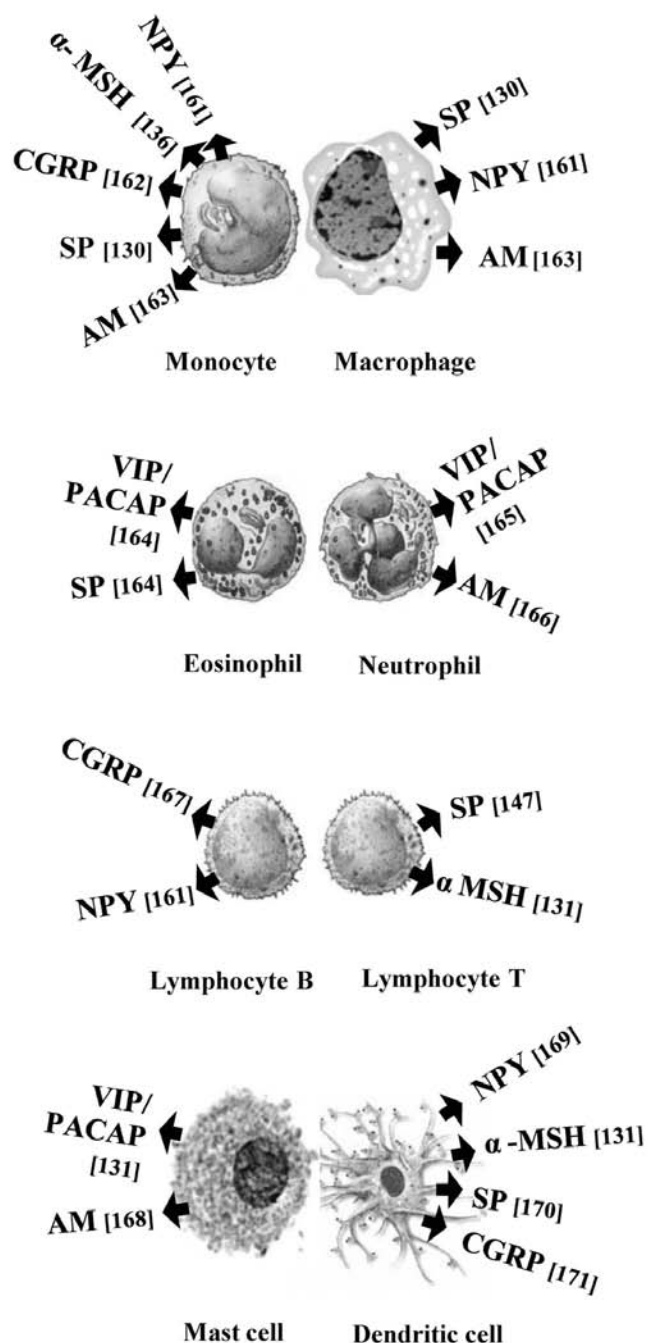 NPY [161]
α- MSH [136]
CGRP [162]
SP [130]
AM [163]
SP [130]
NPY [161]
AM [163]
Monocyte
Macrophage
VIP/
PACAP
[164]
SP [164]
VIP/
PACAP
[165]
AM [166]
Eosinophil
Neutrophil
CGRP [167]
NPY [161]
SP [147]
α MSH [131]
Lymphocyte B
Lymphocyte T
VIP/
PACAP
[131]
AM [168]
NPY [169]
α -MSH [131]
SP [170]
CGRP [171]
Mast cell
Dendritic cell